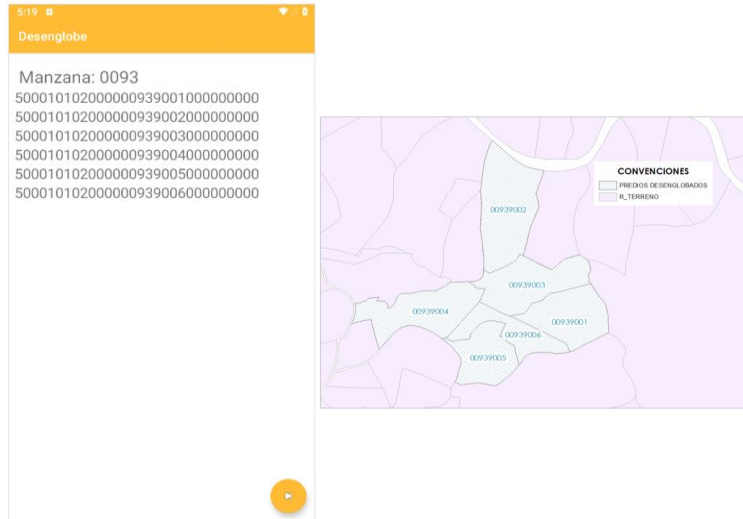 5:19
Desenglobe
Manzana: 0093
500010102000000939001000000000
500010102000000939002000000000
500010102000000939003000000000
500010102000000939004000000000
500010102000000939005000000000
500010102000000939006000000000
CONVENCIONES
PREDIOS DESENGLOBADOS
R_TERRENO
00939002
00939003
00939004
00939001
00939006
00939005